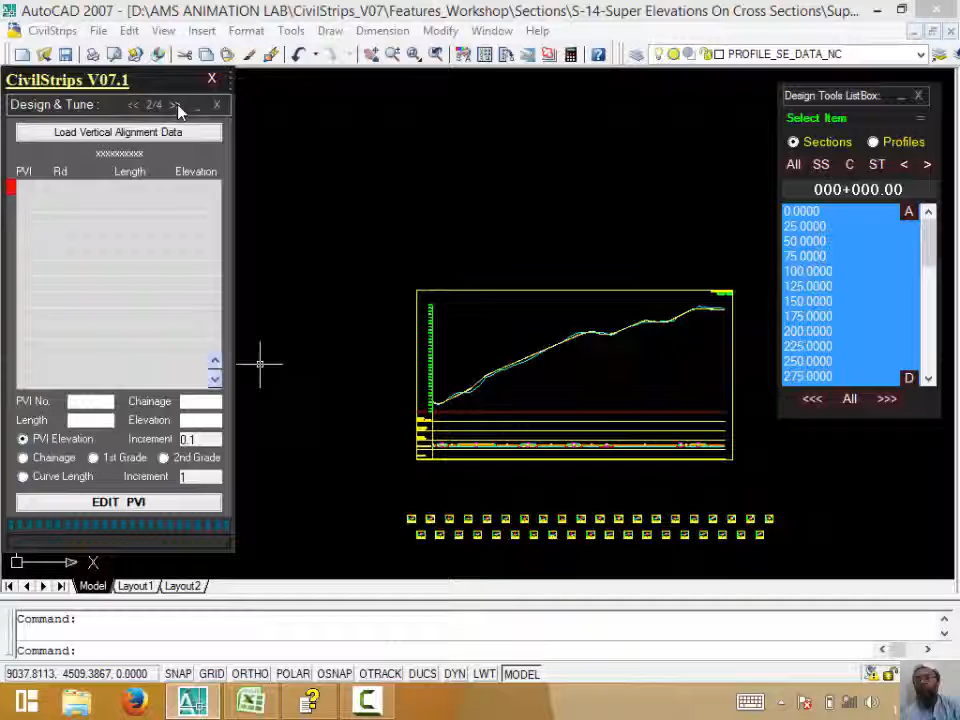 AutoCAD 2007 - [D:\AMS ANIMATION LAB\CivilStrips_V07\Features_Workshop\Sections\S-14-Super Elevations On Cross Sections\Sup...
CivilStrips File Edit View Insert Format Tools Draw Dimension Modify Window Help
PROFILE_SE_DATA_NC
CivilStrips V07.1 X
Design & Tune : << 2/4 >> _ X
Load Vertical Alignment Data
xxxxxxxxxx
PVI Rd Length Elevation
PVI No. Chainage
Length Elevation
PVI Elevation Increment 0.1
Chainage 1st Grade 2nd Grade
Curve Length Increment 1
EDIT PVI
X
Design Tools ListBox: _ X
Select Item =
Sections Profiles
All SS C ST < >
000+000.00
0.0000 A
25.0000
50.0000
75.0000
100.0000
125.0000
150.0000
175.0000
200.0000
225.0000
250.0000
275.0000 D
<<< All >>>
Model Layout1 Layout2
Command:
Command:
9037.8113, 4509.3867, 0.0000 SNAP GRID ORTHO POLAR OSNAP OTRACK DUCS DYN LWT MODEL